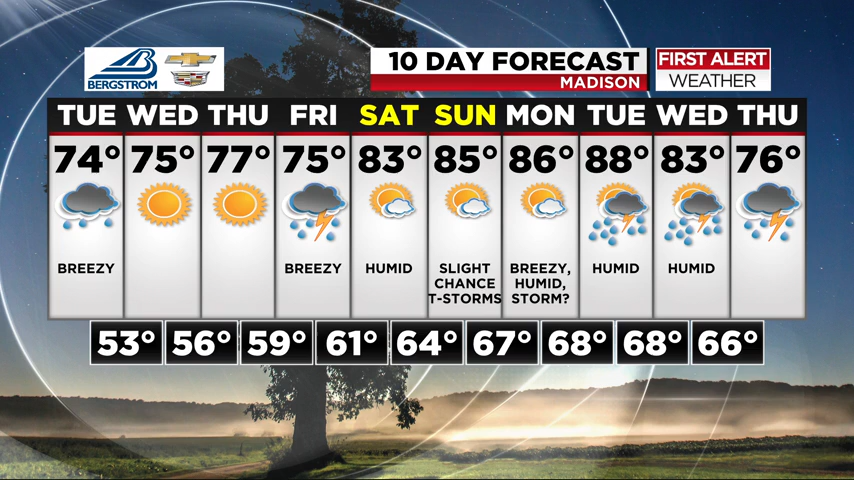 BERGSTROM
10 DAY FORECAST
MADISON
FIRST ALERT
WEATHER
TUE WED THU FRI SAT SUN MON TUE WED THU
74° 75° 77° 75° 83° 85° 86° 88° 83° 76°
BREEZY BREEZY HUMID SLIGHT CHANCE T-STORMS BREEZY, HUMID, STORM? HUMID HUMID
53° 56° 59° 61° 64° 67° 68° 68° 66°